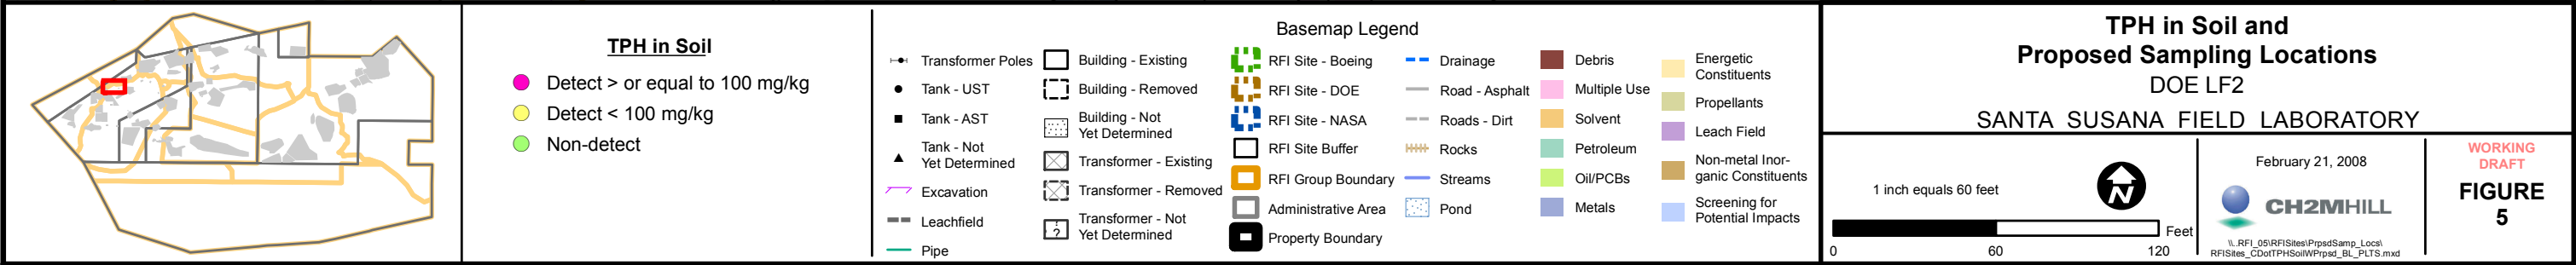 TPH in Soil
Detect > or equal to 100 mg/kg
Detect < 100 mg/kg
Non-detect
Basemap Legend
Transformer Poles
Tank - UST
Tank - AST
Tank - Not
Yet Determined
Excavation
Leachfield
Pipe
Building - Existing
Building - Removed
Building - Not
Yet Determined
Transformer - Existing
Transformer - Removed
?
Transformer - Not
Yet Determined
RFI Site - Boeing
RFI Site - DOE
RFI Site - NASA
RFI Site Buffer
RFI Group Boundary
Administrative Area
Property Boundary
Drainage
Road - Asphalt
Roads - Dirt
Rocks
Streams
Pond
Debris
Multiple Use
Solvent
Petroleum
Oil/PCBs
Metals
Energetic
Constituents
Propellants
Leach Field
Non-metal Inor-
ganic Constituents
Screening for
Potential Impacts
TPH in Soil and
Proposed Sampling Locations
DOE LF2
SANTA SUSANA FIELD LABORATORY
1 inch equals 60 feet
N
Feet
0 60 120
February 21, 2008
CH2MHILL
\\..RFI_05\RFISites\PrpsdSamp_Locs\
RFISites_CDotTPHSoilWPrpsd_BL_PLTS.mxd
WORKING
DRAFT
FIGURE
5